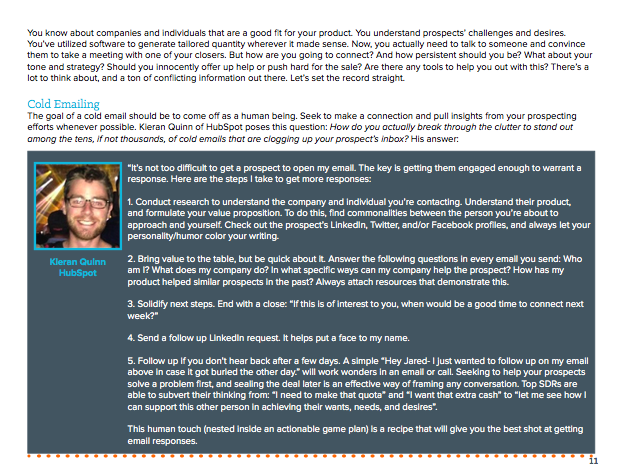 You know about companies and individuals that are a good fit for your product. You understand prospects' challenges and desires.
You've utilized software to generate tailored quantity wherever it made sense. Now, you actually need to talk to someone and convince
them to take a meeting with one of your closers. But how are you going to connect? And how persistent should you be? What about your
tone and strategy? Should you innocently offer up help or push hard for the sale? Are there any tools to help you out with this? There's a
lot to think about, and a ton of conflicting information out there. Let's set the record straight.
Cold Emailing
The goal of a cold email should be to come off as a human being. Seek to make a connection and pull insights from your prospecting
efforts whenever possible. Kieran Quinn of HubSpot poses this question: How do you actually break through the clutter to stand out
among the tens, if not thousands, of cold emails that are clogging up your prospect's inbox? His answer:
Kieran Quinn
HubSpot
"It's not too difficult to get a prospect to open my email. The key is getting them engaged enough to warrant a
response. Here are the steps I take to get more responses:
1. Conduct research to understand the company and individual you're contacting. Understand their product,
and formulate your value proposition. To do this, find commonalities between the person you're about to
approach and yourself. Check out the prospect's LinkedIn, Twitter, and/or Facebook profiles, and always let your
personality/humor color your writing.
2. Bring value to the table, but be quick about it. Answer the following questions in every email you send: Who
am I? What does my company do? In what specific ways can my company help the prospect? How has my
product helped similar prospects in the past? Always attach resources that demonstrate this.
3. Solidify next steps. End with a close: "If this is of interest to you, when would be a good time to connect next
week?"
4. Send a follow up LinkedIn request. It helps put a face to my name.
5. Follow up if you don't hear back after a few days. A simple "Hey Jared- I just wanted to follow up on my email
above in case it got buried the other day." will work wonders in an email or call. Seeking to help your prospects
solve a problem first, and sealing the deal later is an effective way of framing any conversation. Top SDRs are
able to subvert their thinking from: "I need to make that quota" and "I want that extra cash" to "let me see how I
can support this other person in achieving their wants, needs, and desires".
This human touch (nested inside an actionable game plan) is a recipe that will give you the best shot at getting
email responses.
11